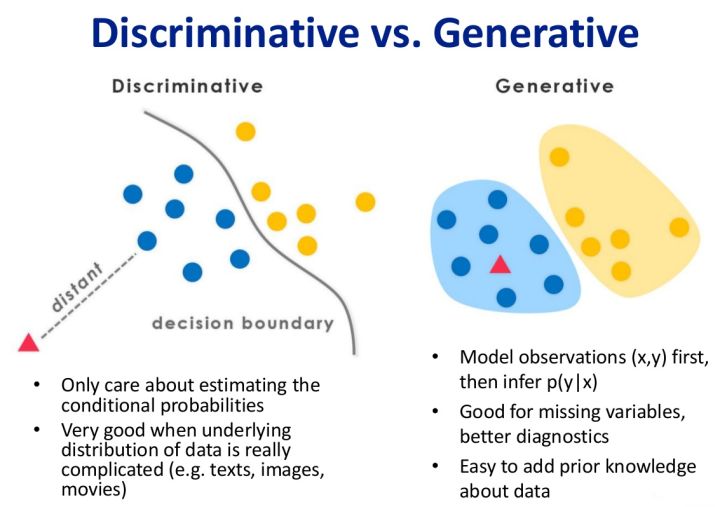 Discriminative vs. Generative
Discriminative
distant
decision boundary
• Only care about estimating the
conditional probabilities
• Very good when underlying
distribution of data is really
complicated (e.g. texts, images,
movies)
Generative
• Model observations (x,y) first,
then infer p(y|x)
• Good for missing variables,
better diagnostics
• Easy to add prior knowledge
about data